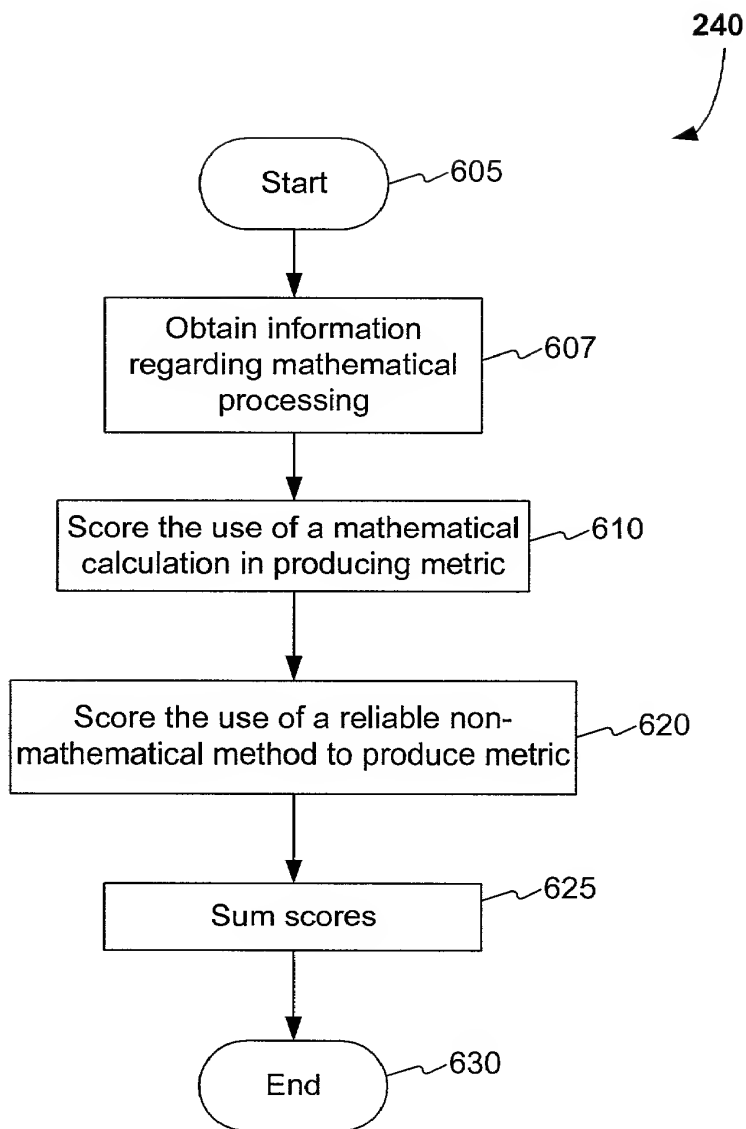 240
Start
605
Obtain information
regarding mathematical
processing
607
Score the use of a mathematical
calculation in producing metric
610
Score the use of a reliable non-
mathematical method to produce metric
620
Sum scores
625
End
630